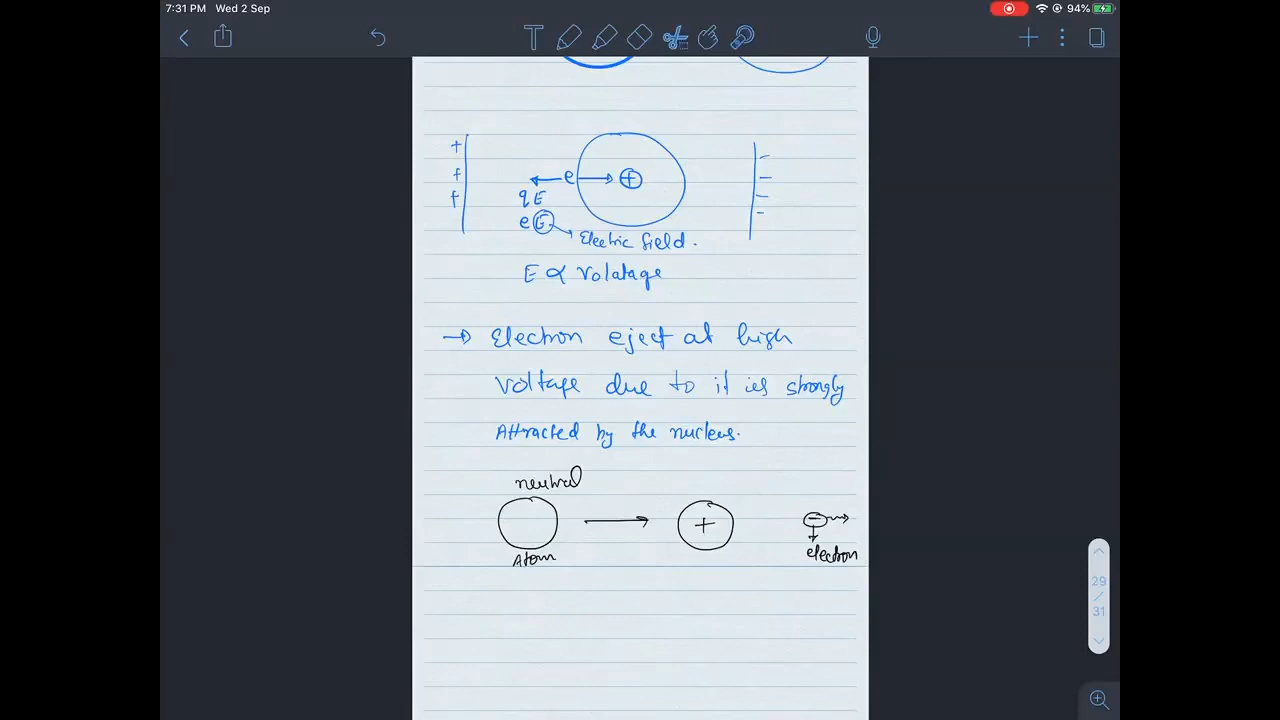 7:31 PM Wed 2 Sep
94%
T
+ + + -
e +
qE
e E
Electric field.
E ∝ Volatage
→ Electron eject at high
voltage due to it ies strongly
Attracted by the nucleus.
neutral
+ -
Atom
electron
29
/
31